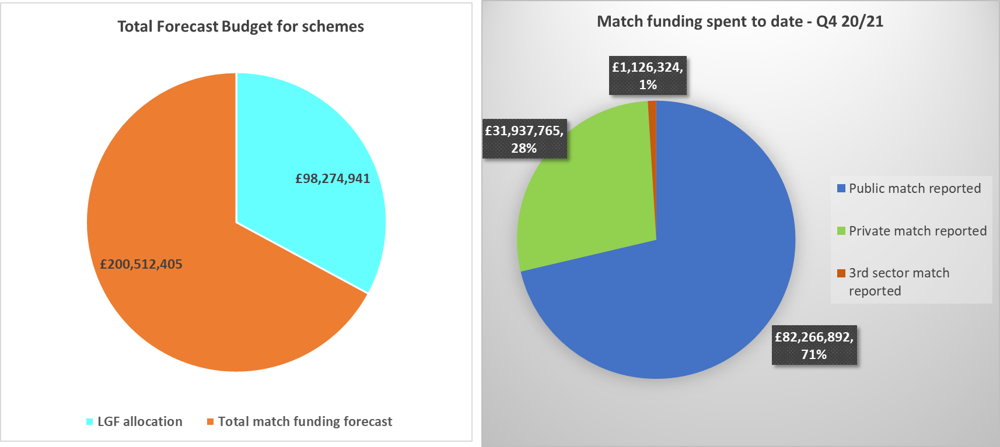 Total Forecast Budget for schemes
£98,274,941
£200,512,405
LGF allocation
Total match funding forecast
Match funding spent to date - Q4 20/21
£1,126,324,
1%
£31,937,765,
28%
Public match reported
Private match reported
3rd sector match
reported
£82,266,892,
71%